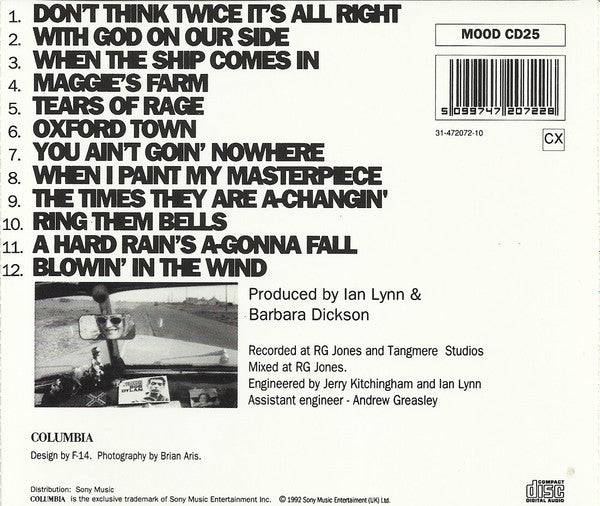 1. DON'T THINK TWICE IT'S ALL RIGHT
2. WITH GOD ON OUR SIDE
3. WHEN THE SHIP COMES IN
4. MAGGIE'S FARM
5. TEARS OF RAGE
6. OXFORD TOWN
7. YOU AIN'T GOIN' NOWHERE
8. WHEN I PAINT MY MASTERPIECE
9. THE TIMES THEY ARE A-CHANGIN'
10. RING THEM BELLS
11. A HARD RAIN'S A-GONNA FALL
12. BLOWIN' IN THE WIND
MOOD CD25
5 099747 207228
31-472072-10
CX
Produced by Ian Lynn &
Barbara Dickson
Recorded at RG Jones and Tangmere Studios
Mixed at RG Jones.
Engineered by Jerry Kitchingham and Ian Lynn
Assistant engineer - Andrew Greasley
DYLAN
COLUMBIA
Design by F-14. Photography by Brian Aris.
Distribution: Sony Music
COLUMBIA is the exclusive trademark of Sony Music Entertainment Inc. © 1992 Sony Music Entertaiment (UK) Ltd.
COMPACT
disc
DIGITAL AUDIO